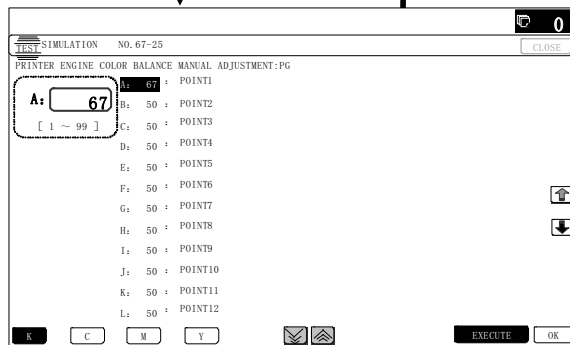 0
TEST SIMULATION NO.67-25
CLOSE
PRINTER ENGINE COLOR BALANCE MANUAL ADJUSTMENT:PG
A: 67
[ 1 ~ 99 ]
A: 67 : POINT1
B: 50 : POINT2
C: 50 : POINT3
D: 50 : POINT4
E: 50 : POINT5
F: 50 : POINT6
G: 50 : POINT7
H: 50 : POINT8
I: 50 : POINT9
J: 50 : POINT10
K: 50 : POINT11
L: 50 : POINT12
K C M Y EXECUTE OK